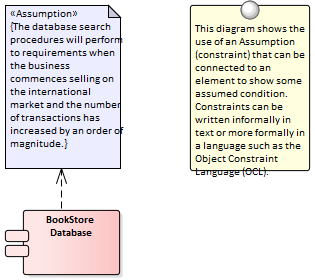 «Assumption»
{The database search
procedures will perform
to requirements when
the business
commences selling on
the international
market and the number
of transactions has
increased by an order of
magnitude.}
This diagram shows the
use of an Assumption
(constraint) that can be
connected to an
element to show some
assumed condition.
Constraints can be
written informally in
text or more formally in
a language such as the
Object Constraint
Language (OCL).
BookStore
Database